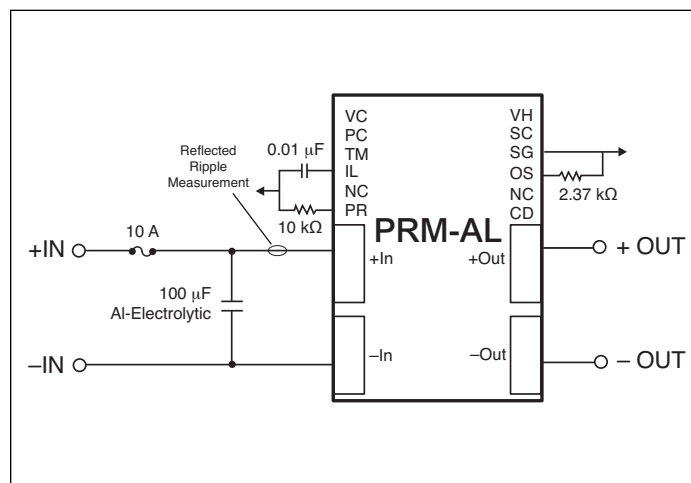 VC
PC
TM
IL
NC
PR
VH
SC
SG
OS
NC
CD
0.01 μF
10 kΩ
2.37 kΩ
Reflected
Ripple
Measurement
PRM-AL
10 A
+IN
+In
+Out
+ OUT
100 μF
Al-Electrolytic
–IN
–In
–Out
– OUT